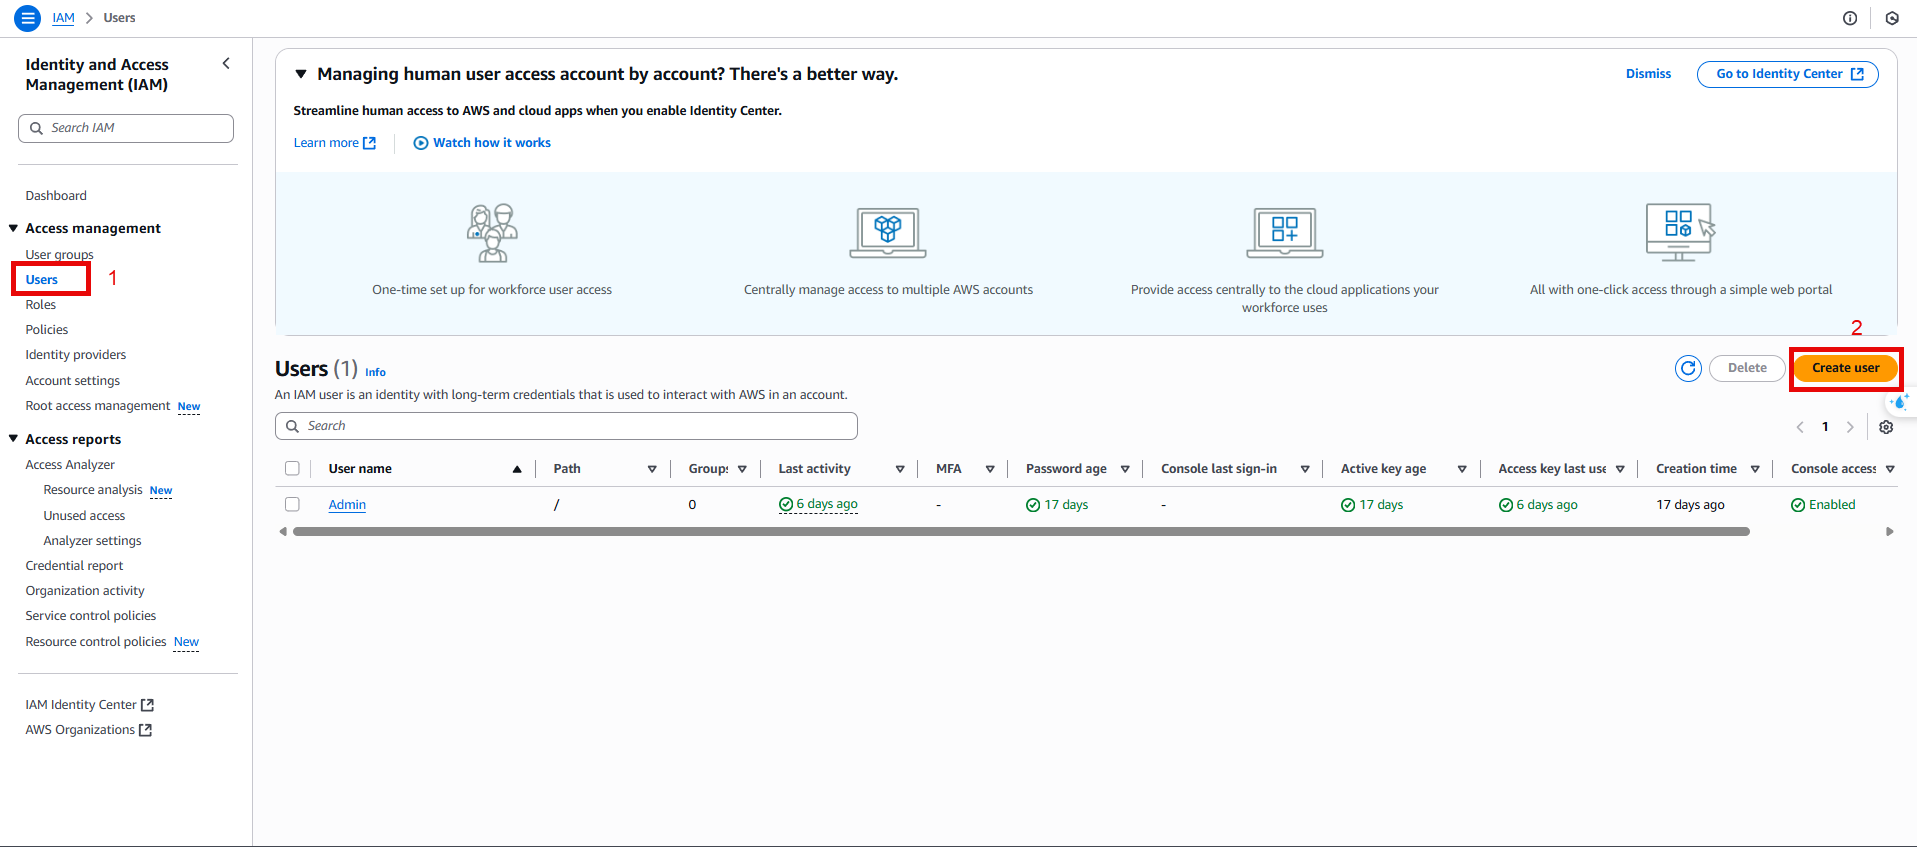 IAM > Users
Identity and Access
Management (IAM)
Search IAM
Dashboard
Access management
User groups
Users
1
Roles
Policies
Identity providers
Account settings
Root access management New
Access reports
Access Analyzer
Resource analysis New
Unused access
Analyzer settings
Credential report
Organization activity
Service control policies
Resource control policies New
IAM Identity Center
AWS Organizations
Managing human user access account by account? There's a better way.
Dismiss
Go to Identity Center
Streamline human access to AWS and cloud apps when you enable Identity Center.
Learn more
Watch how it works
One-time set up for workforce user access
Centrally manage access to multiple AWS accounts
Provide access centrally to the cloud applications your
workforce uses
All with one-click access through a simple web portal
2
Users (1) Info
Delete
Create user
An IAM user is an identity with long-term credentials that is used to interact with AWS in an account.
Search
1
User name Path Groups Last activity MFA Password age Console last sign-in Active key age Access key last use Creation time Console access
Admin / 0 6 days ago - 17 days - 17 days 6 days ago 17 days ago Enabled